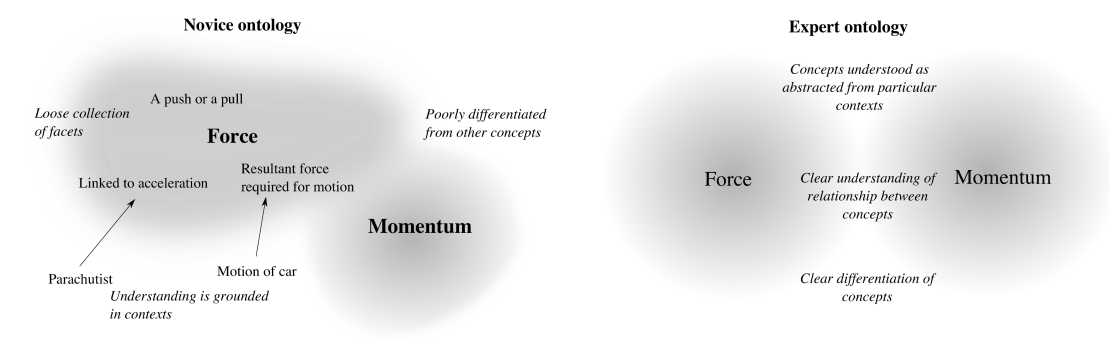 Novice ontology
A push or a pull
Loose collection
of facets
Force
Poorly differentiated
from other concepts
Resultant force
required for motion
Linked to acceleration
Momentum
Parachutist
Motion of car
Understanding is grounded
in contexts
Expert ontology
Concepts understood as
abstracted from particular
contexts
Force
Clear understanding of
relationship between
concepts
Momentum
Clear differentiation of
concepts